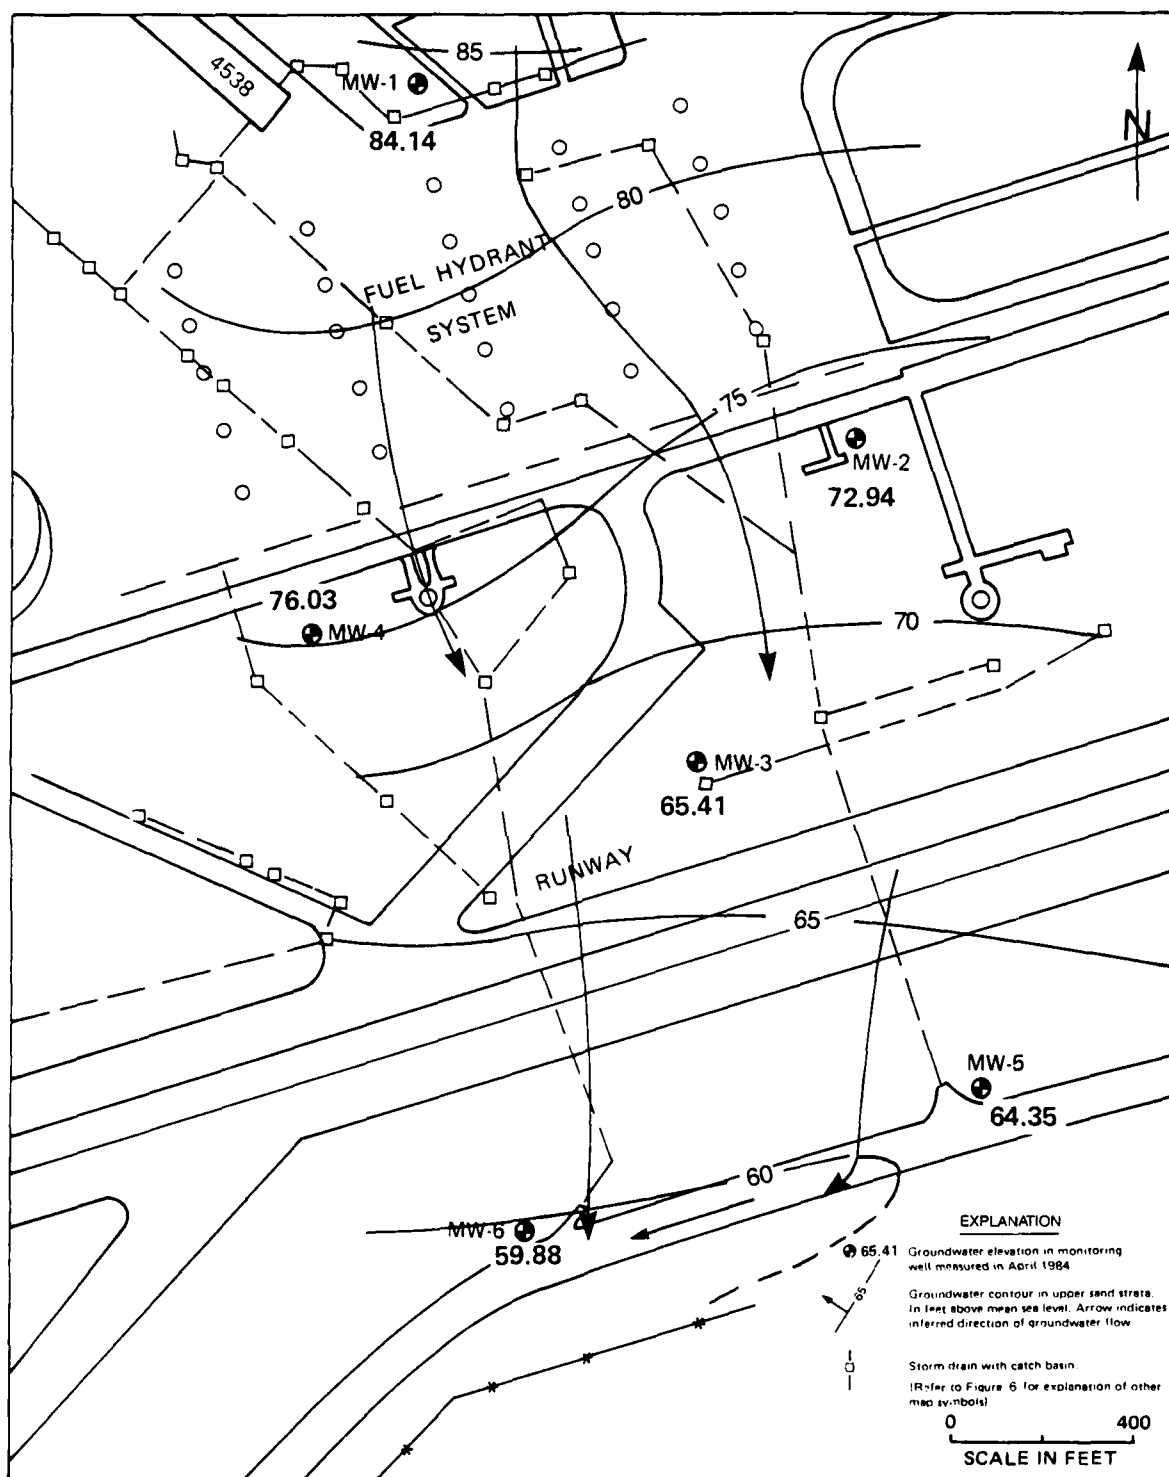 85
4538
MW-1
84.14
N
80
FUEL HYDRANT
SYSTEM
75
MW-2
72.94
76.03
MW-4
70
MW-3
65.41
RUNWAY
65
MW-5
64.35
60
MW-6
59.88
EXPLANATION
65.41 Groundwater elevation in monitoring
well measured in April 1984
65 Groundwater contour in upper sand strata.
In feet above mean sea level. Arrow indicates
inferred direction of groundwater flow
Storm drain with catch basin.
(Refer to Figure 6 for explanation of other
map symbols)
0 400
SCALE IN FEET